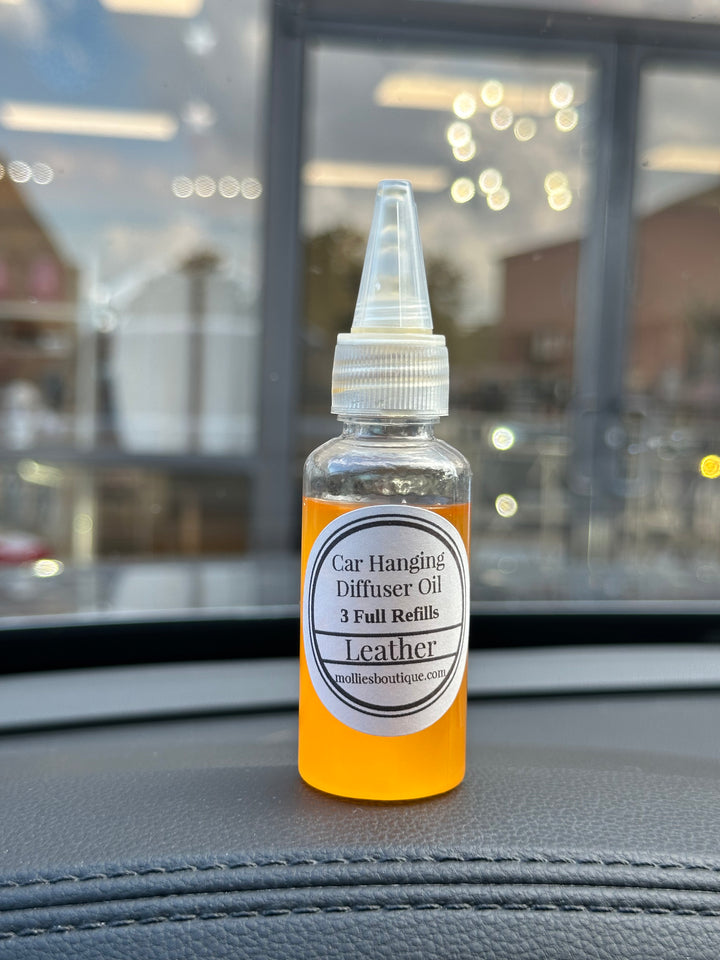 Car Hanging
Diffuser Oil
3 Full Refills
Leather
molliesboutique.com